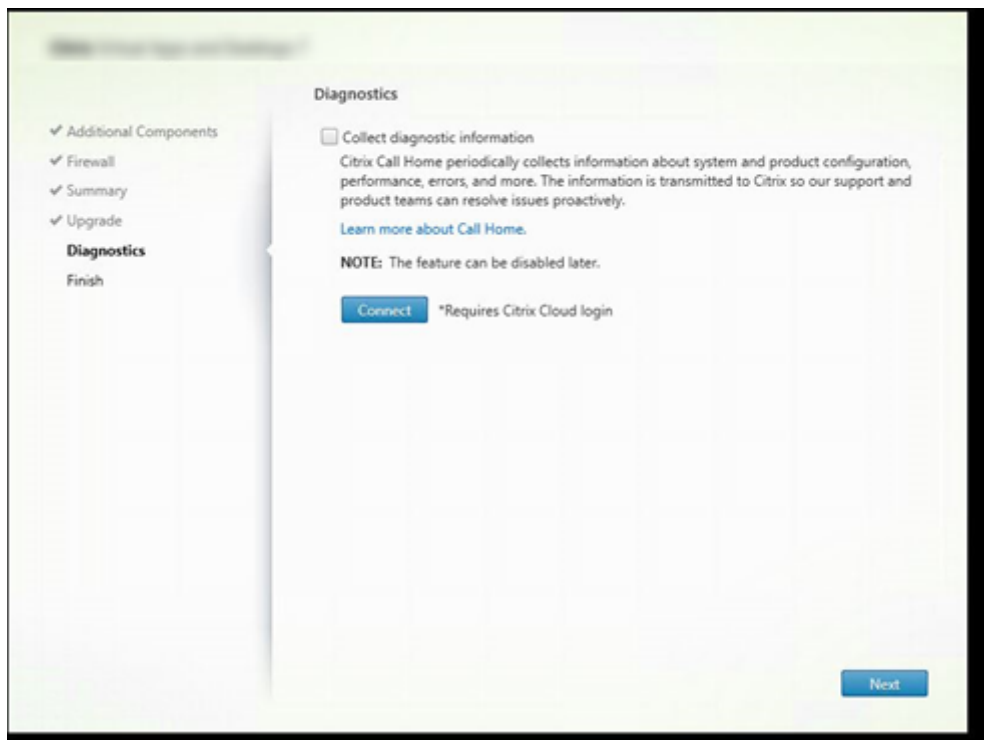 Diagnostics
✔ Additional Components
✔ Firewall
✔ Summary
✔ Upgrade
Diagnostics
Finish
Collect diagnostic information
Citrix Call Home periodically collects information about system and product configuration,
performance, errors, and more. The information is transmitted to Citrix so our support and
product teams can resolve issues proactively.
Learn more about Call Home.
NOTE: The feature can be disabled later.
Connect *Requires Citrix Cloud login
Next